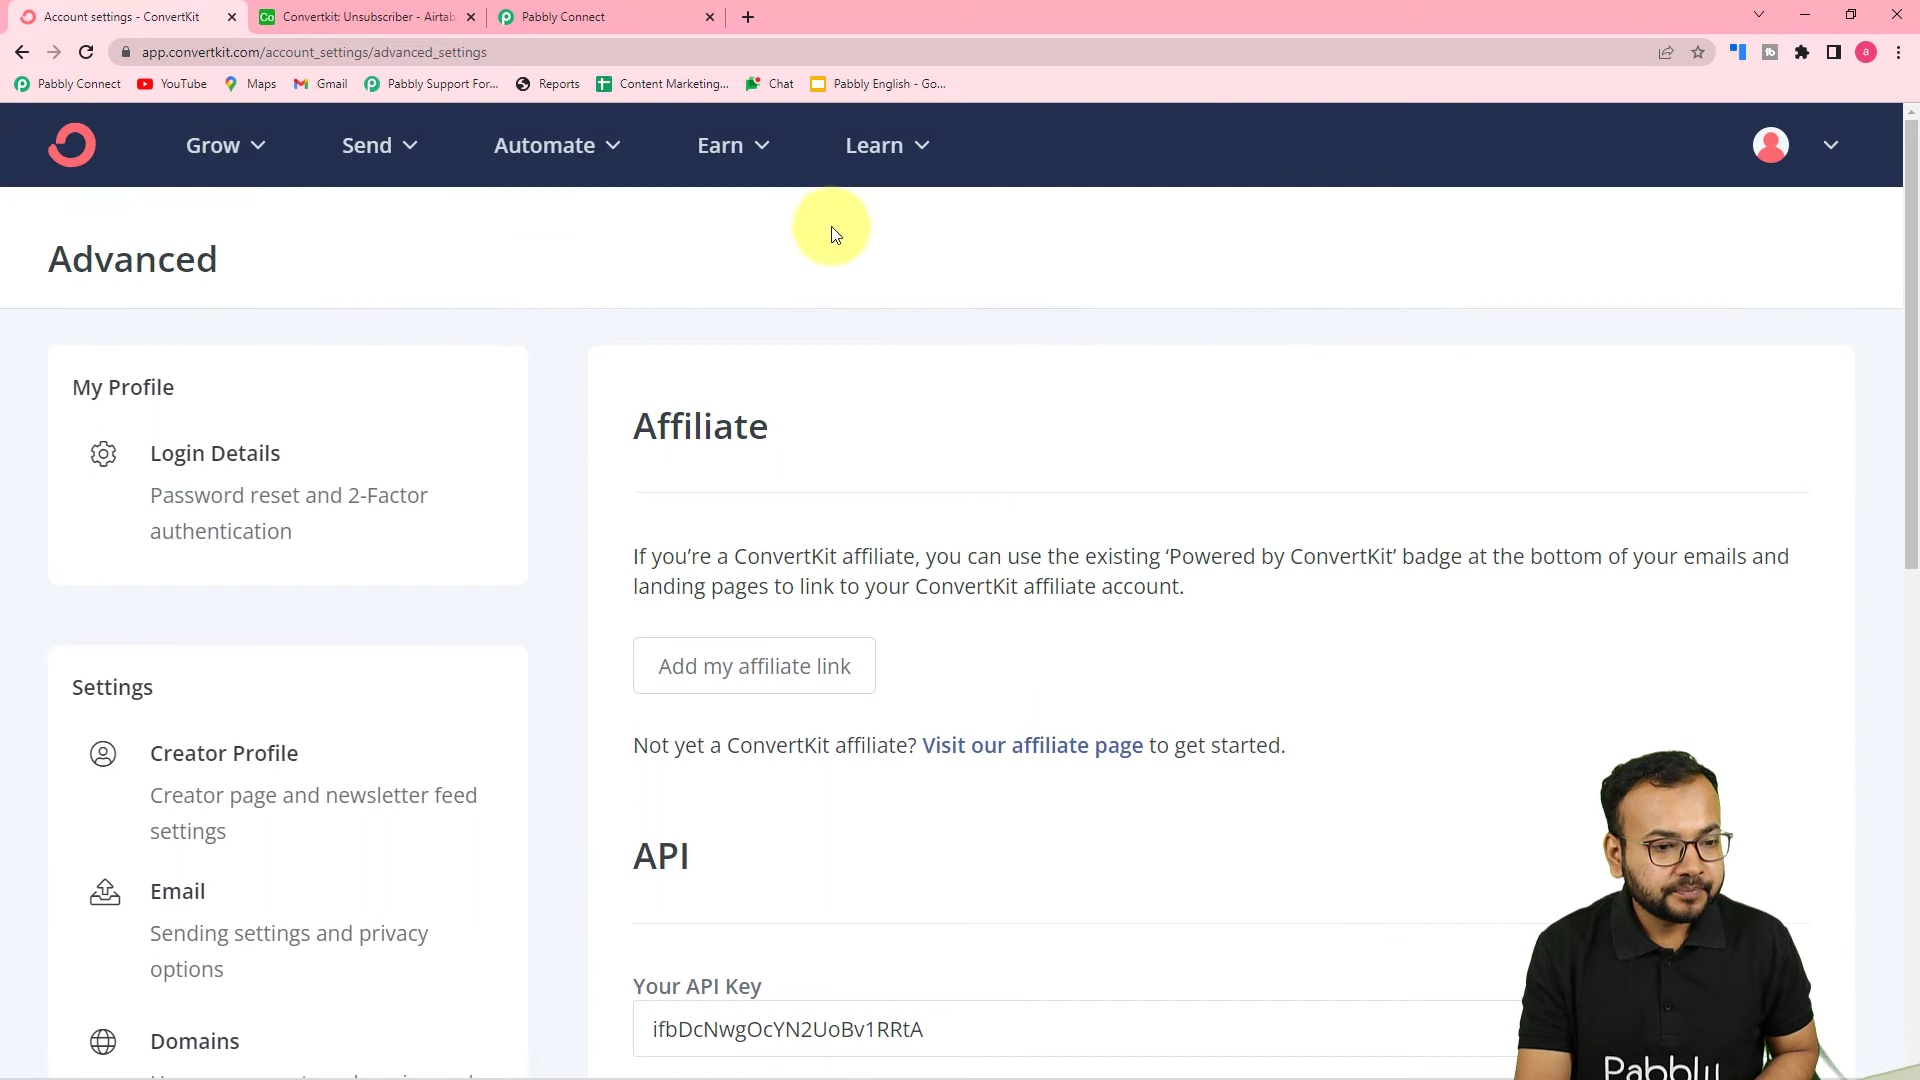 Account settings - ConvertKit
Convertkit: Unsubscriber - Airtab
Pabbly Connect
app.convertkit.com/account_settings/advanced_settings
a
Pabbly Connect
YouTube
Maps
Gmail
Pabbly Support For...
Reports
Content Marketing...
Chat
Pabbly English - Go...
Grow
Send
Automate
Earn
Learn
Advanced
My Profile
Login Details
Password reset and 2-Factor
authentication
Settings
Creator Profile
Creator page and newsletter feed
settings
Email
Sending settings and privacy
options
Domains
Affiliate
If you’re a ConvertKit affiliate, you can use the existing ‘Powered by ConvertKit’ badge at the bottom of your emails and
landing pages to link to your ConvertKit affiliate account.
Add my affiliate link
Not yet a ConvertKit affiliate? Visit our affiliate page to get started.
API
Your API Key
ifbDcNwgOcYN2UoBv1RRtA
Pabbly